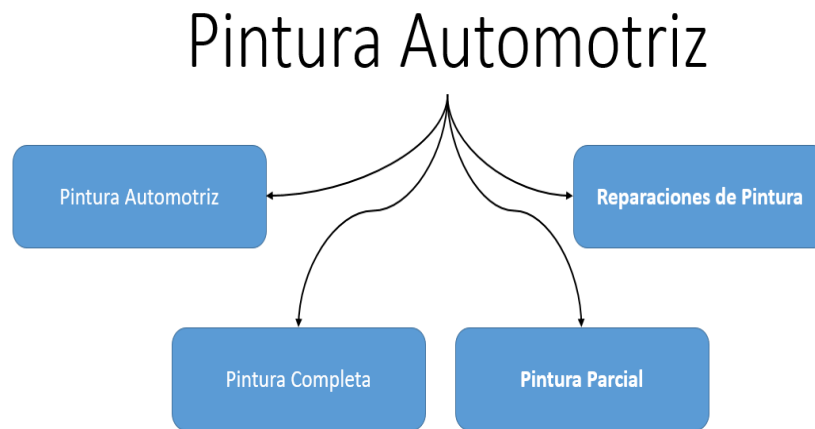 Pintura Automotriz
Pintura Automotriz
Reparaciones de Pintura
Pintura Completa
Pintura Parcial